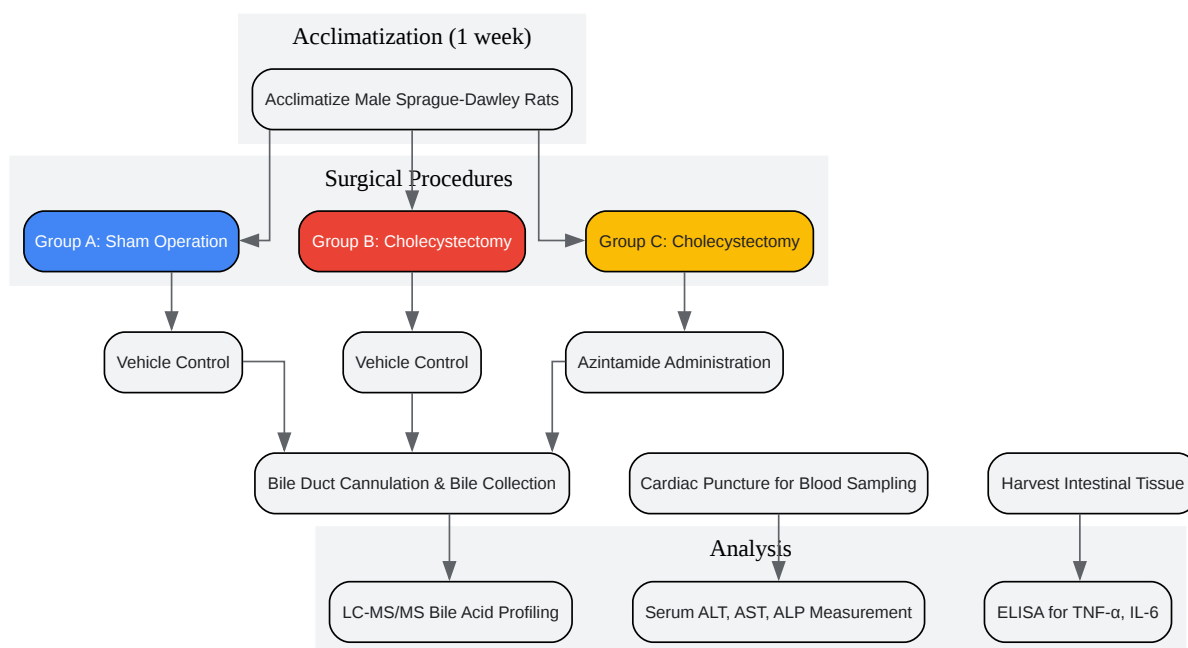 Acclimatization (1 week)
Acclimatize Male Sprague-Dawley Rats
Surgical Procedures
Group A: Sham Operation
Group B: Cholecystectomy
Group C: Cholecystectomy
Vehicle Control
Vehicle Control
Azintamide Administration
Bile Duct Cannulation & Bile Collection
Cardiac Puncture for Blood Sampling
Harvest Intestinal Tissue
Analysis
LC-MS/MS Bile Acid Profiling
Serum ALT, AST, ALP Measurement
ELISA for TNF-α, IL-6